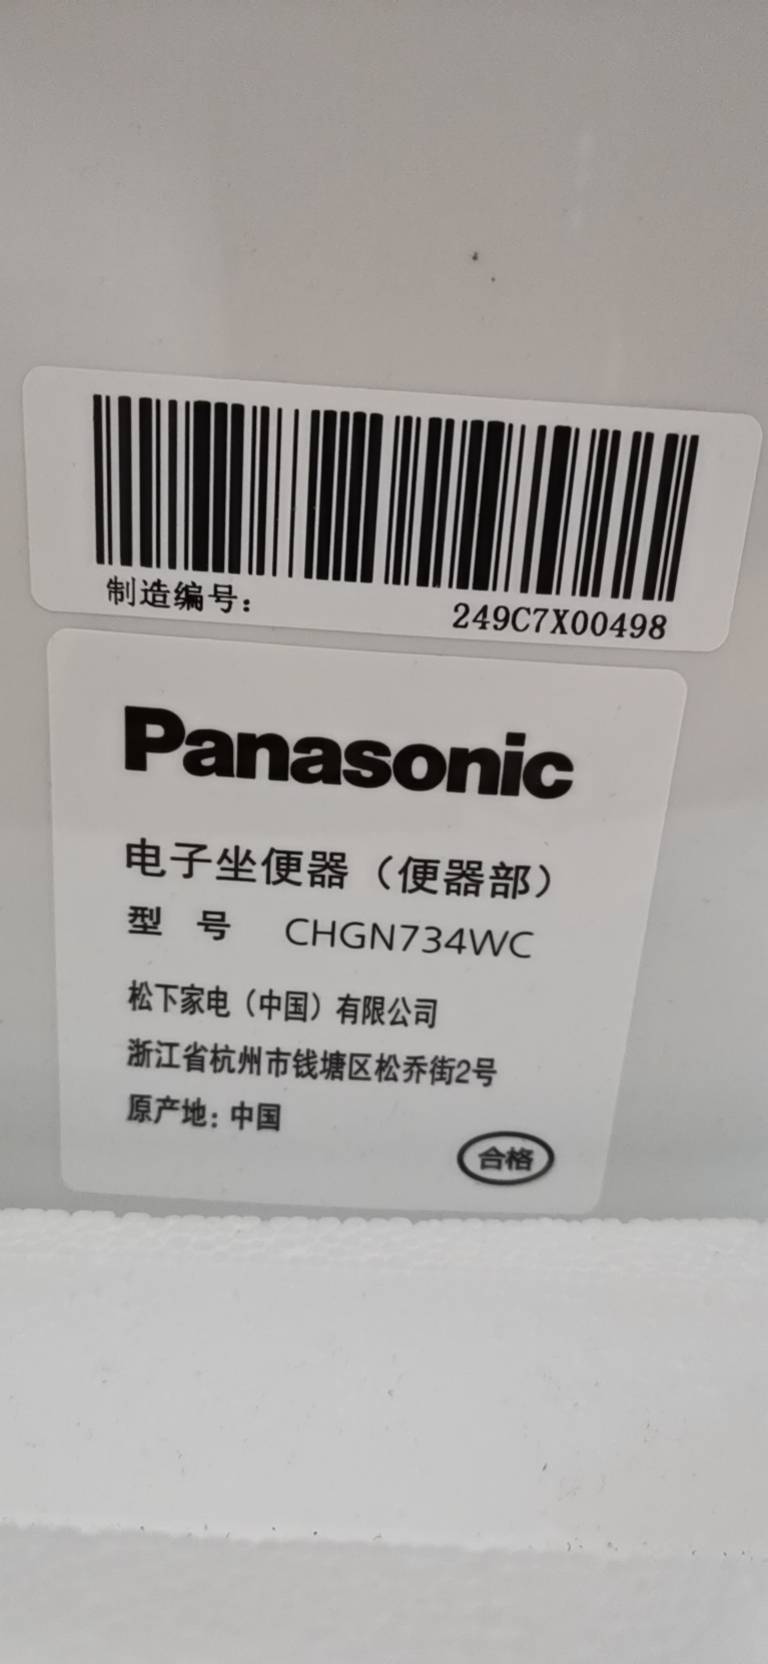 制造编号: 249C7X00498
Panasonic
电子坐便器（便器部）
型 号 CHGN734WC
松下家电（中国）有限公司
浙江省杭州市钱塘区松乔街2号
原产地: 中国
合格